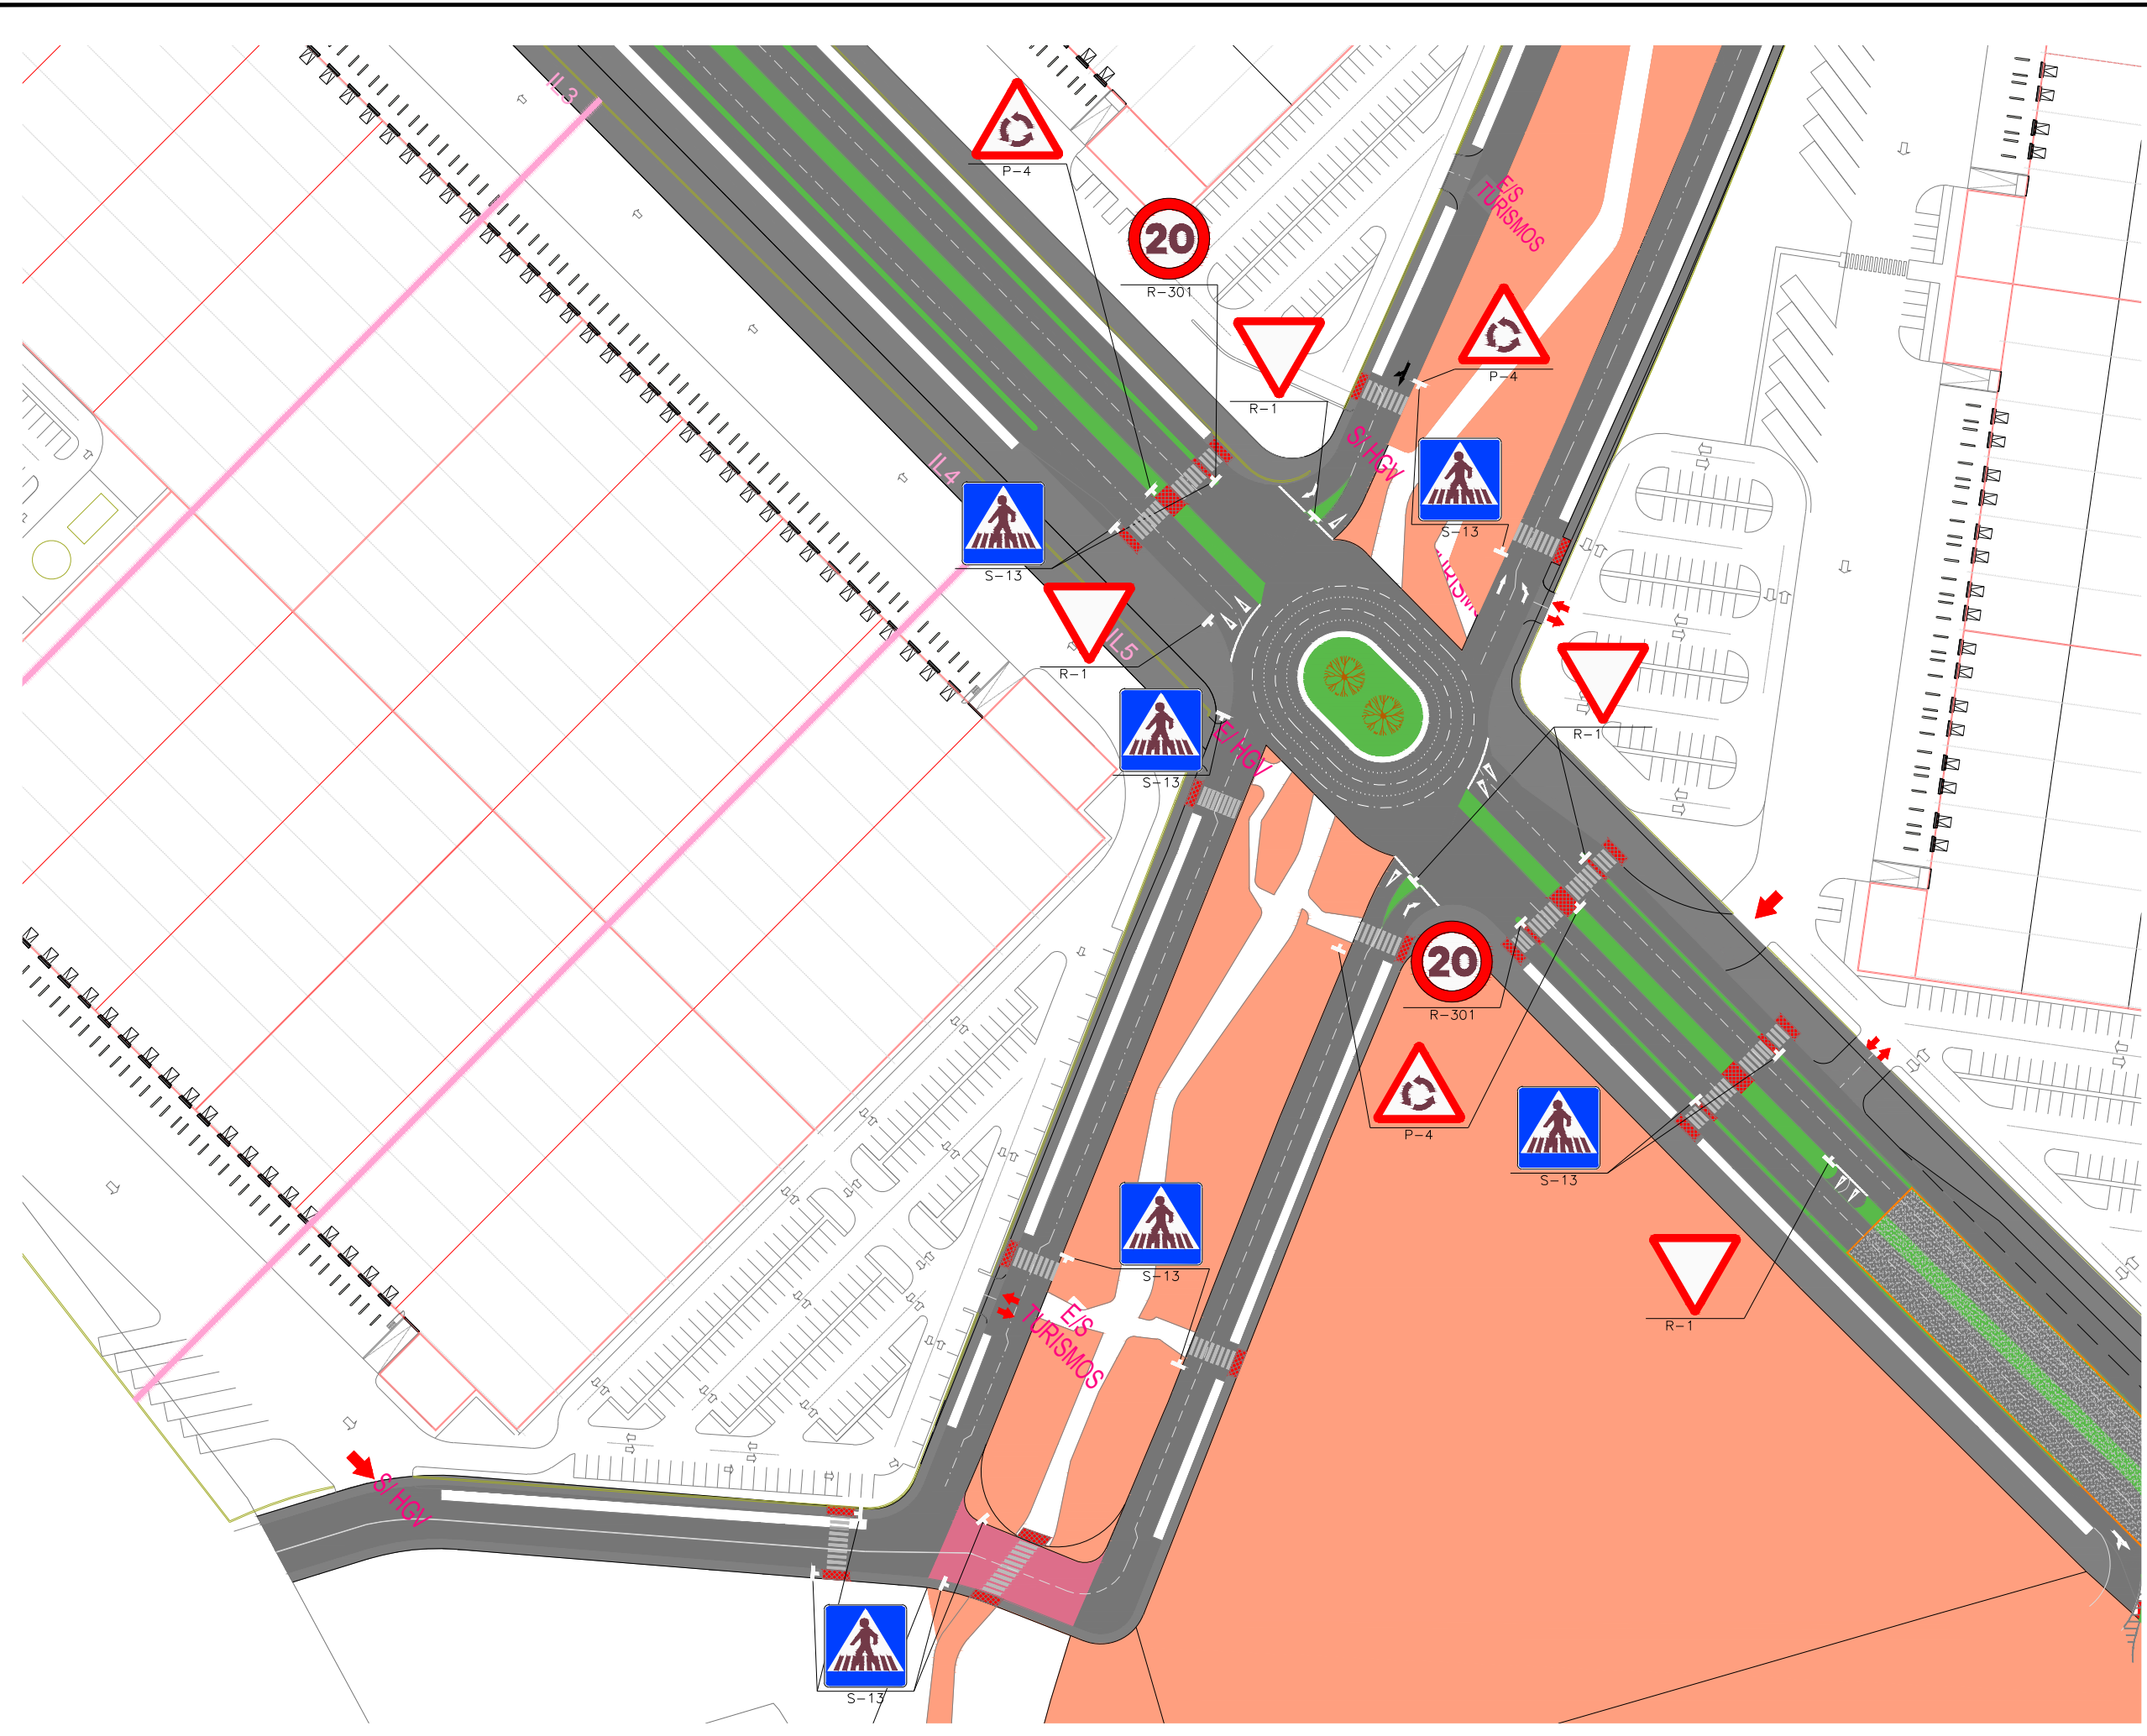 IL3
P-4
E/S
TURISMOS
20
R-301
P-4
R-1
S/ HGV
IL4
S-13
S-13
IL5
R-1
R-1
E/ HGV
S-13
20
R-301
P-4
S-13
S-13
E/S
TURISMOS
R-1
S/ HGV
S-13